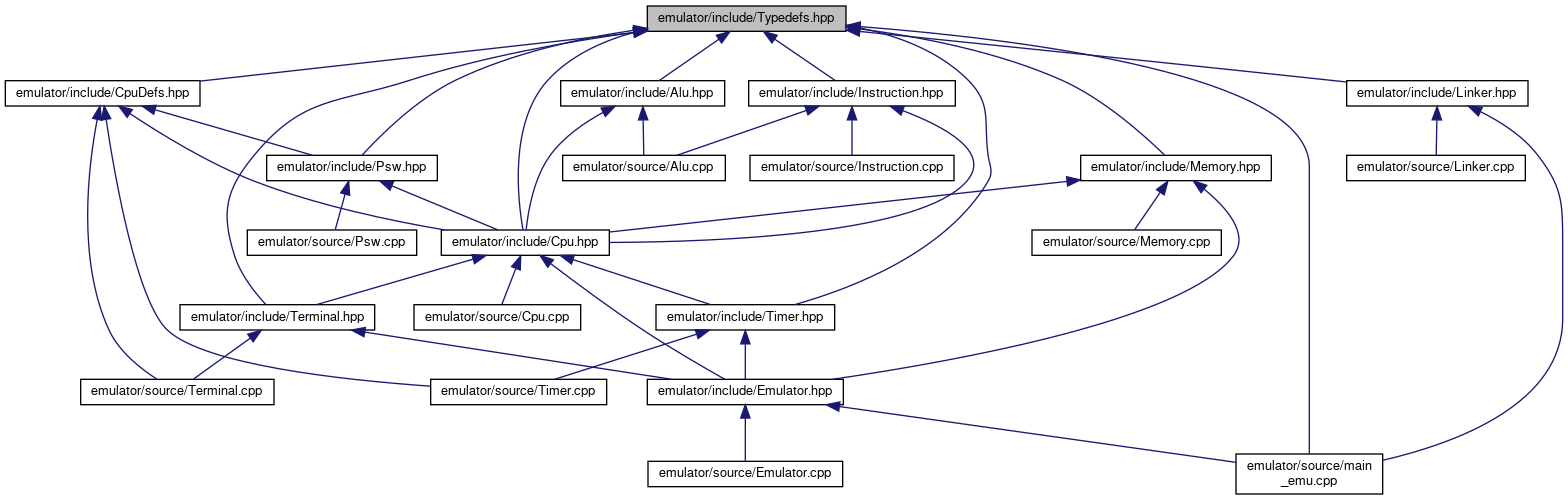 emulator/include/Typedefs.hpp
emulator/include/CpuDefs.hpp
emulator/include/Alu.hpp
emulator/include/Instruction.hpp
emulator/include/Linker.hpp
emulator/include/Psw.hpp
emulator/source/Alu.cpp
emulator/source/Instruction.cpp
emulator/include/Memory.hpp
emulator/source/Linker.cpp
emulator/source/Psw.cpp
emulator/include/Cpu.hpp
emulator/source/Memory.cpp
emulator/include/Terminal.hpp
emulator/source/Cpu.cpp
emulator/include/Timer.hpp
emulator/source/Terminal.cpp
emulator/source/Timer.cpp
emulator/include/Emulator.hpp
emulator/source/Emulator.cpp
emulator/source/main
_emu.cpp